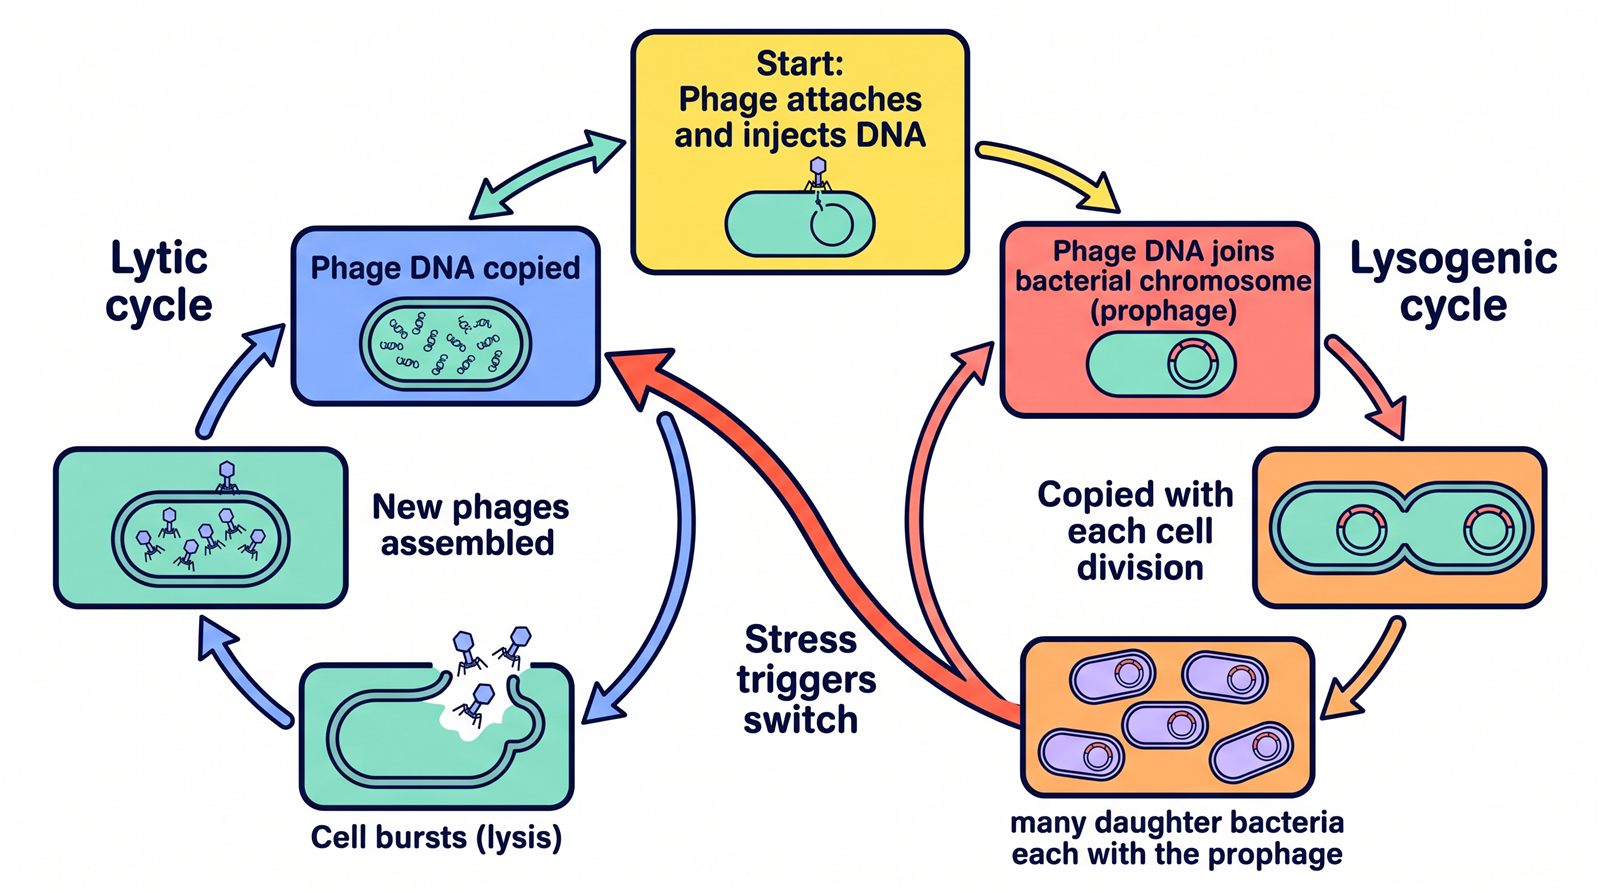 Start:
Phage attaches
and injects DNA
Lytic
cycle
Phage DNA copied
Phage DNA joins
bacterial chromosome
(prophage)
Lysogenic
cycle
New phages
assembled
Copied with
each cell
division
Stress
triggers
switch
Cell bursts (lysis)
many daughter bacteria
each with the prophage